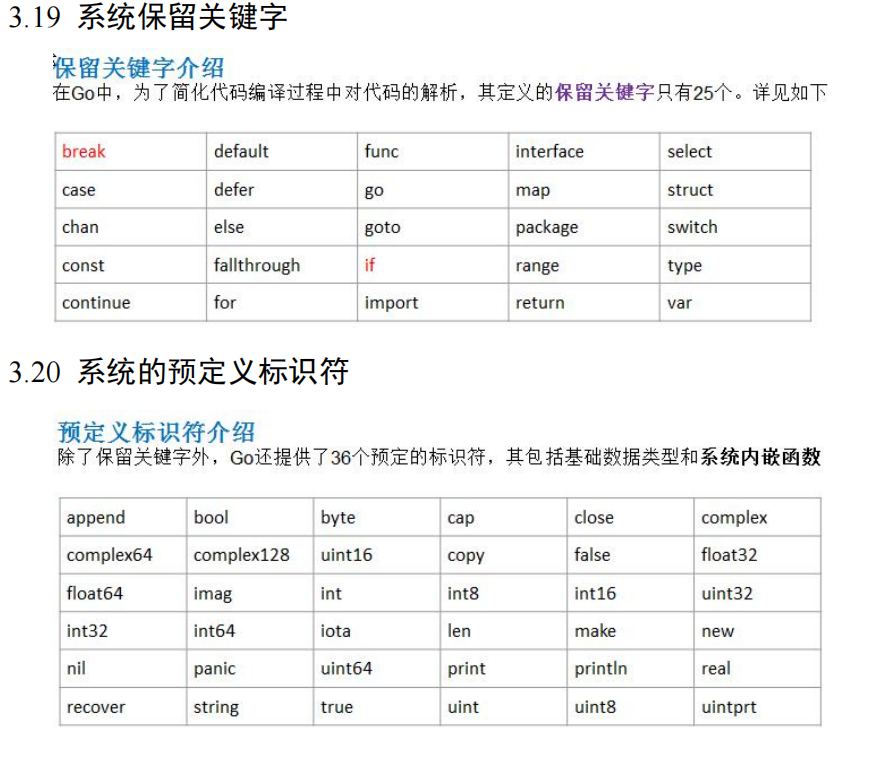 3.19 系统保留关键字
保留关键字介绍
在Go中，为了简化代码编译过程中对代码的解析，其定义的保留关键字只有25个。详见如下
break default func interface select
case defer go map struct
chan else goto package switch
const fallthrough if range type
continue for import return var
3.20 系统的预定义标识符
预定义标识符介绍
除了保留关键字外，Go还提供了36个预定的标识符，其包括基础数据类型和系统内嵌函数
append bool byte cap close complex
complex64 complex128 uint16 copy false float32
float64 imag int int8 int16 uint32
int32 int64 iota len make new
nil panic uint64 print println real
recover string true uint uint8 uintprt